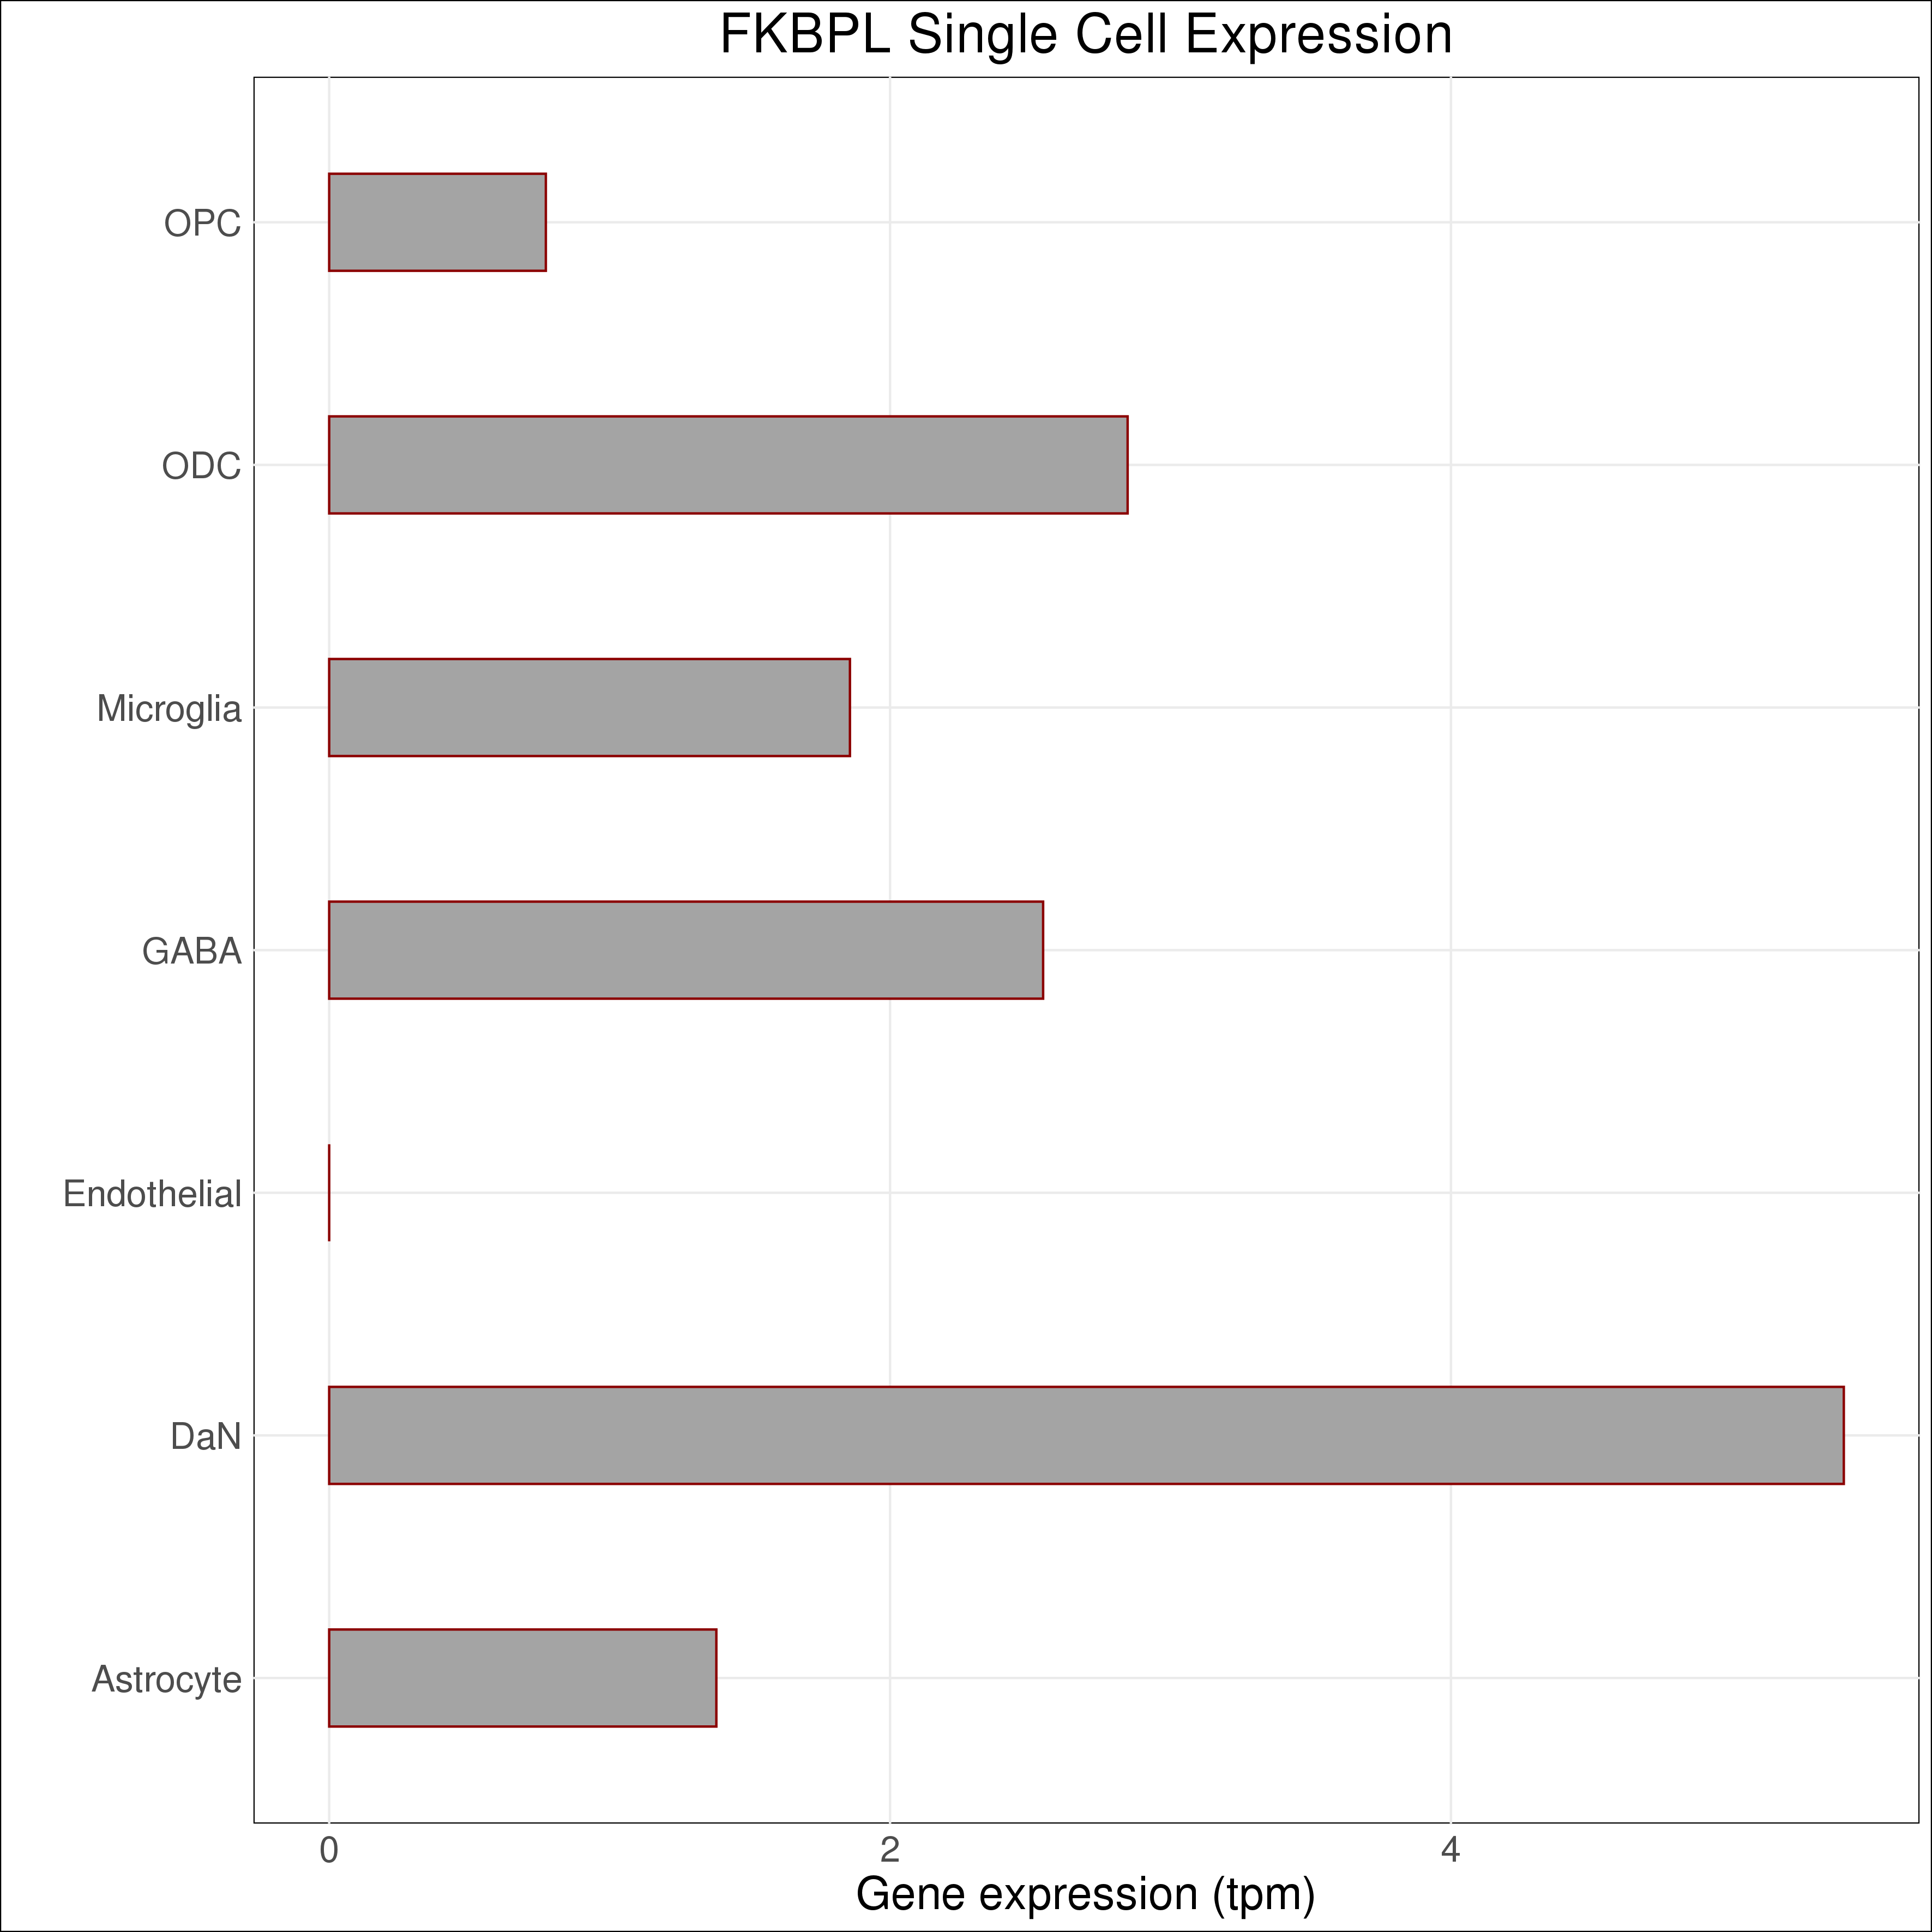 FKBPL Single Cell Expression
OPC
ODC
Microglia
GABA
Endothelial
DaN
Astrocyte
0 2 4
Gene expression (tpm)